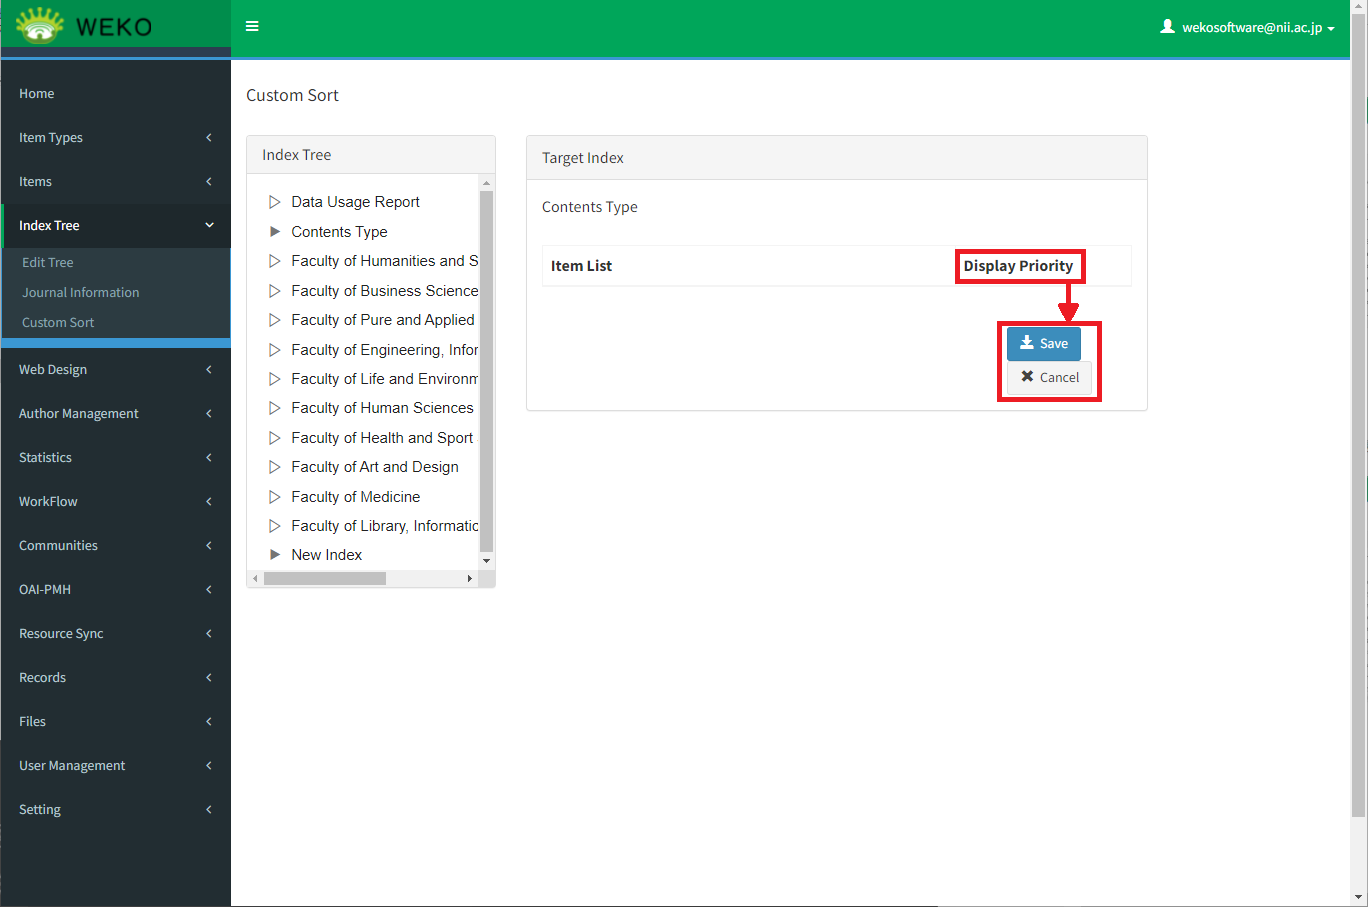 WEKO
wekosoftware@nii.ac.jp
Home
Item Types
Items
Index Tree
Edit Tree
Journal Information
Custom Sort
Web Design
Author Management
Statistics
WorkFlow
Communities
OAI-PMH
Resource Sync
Records
Files
User Management
Setting
Custom Sort
Index Tree
Data Usage Report
Contents Type
Faculty of Humanities and S
Faculty of Business Science
Faculty of Pure and Applied
Faculty of Engineering, Infor
Faculty of Life and Environm
Faculty of Human Sciences
Faculty of Health and Sport
Faculty of Art and Design
Faculty of Medicine
Faculty of Library, Informatic
New Index
Target Index
Contents Type
Item List Display Priority
Save
Cancel